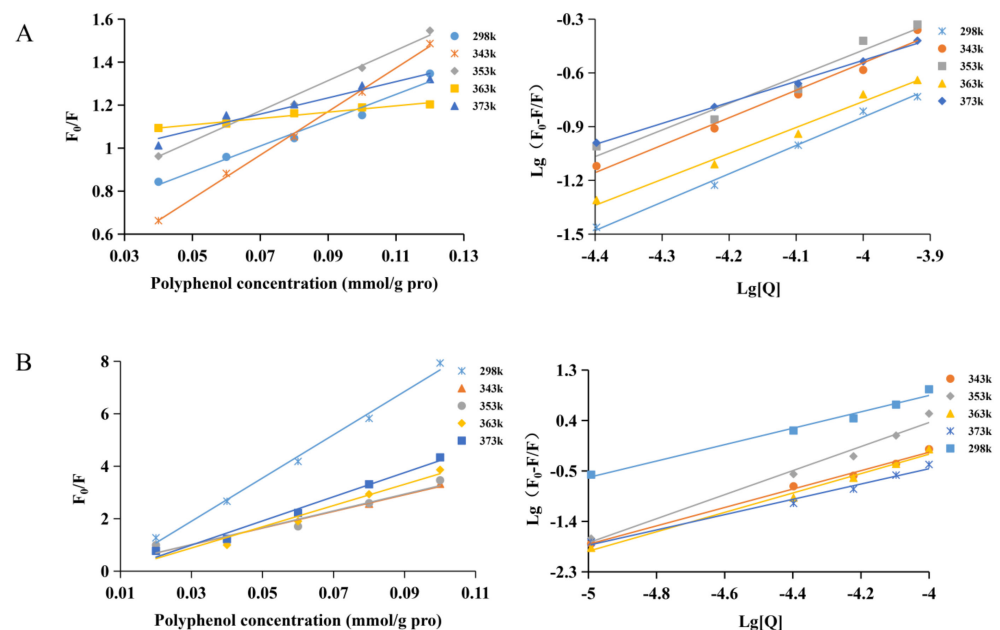 A
F₀/F
1.6
1.4
1.2
1
0.8
0.6
0.03 0.05 0.07 0.09 0.11 0.13
Polyphenol concentration (mmol/g pro)
298k
343k
353k
363k
373k
Lg（F₀-F/F）
-0.3
-0.6
-0.9
-1.2
-1.5
-4.4 -4.3 -4.2 -4.1 -4 -3.9
Lg[Q]
298k
343k
353k
363k
373k
B
F₀/F
8
6
4
2
0
0.01 0.03 0.05 0.07 0.09 0.11
Polyphenol concentration (mmol/g pro)
298k
343k
353k
363k
373k
Lg（F₀-F/F）
1.3
0.4
-0.5
-1.4
-2.3
-5 -4.8 -4.6 -4.4 -4.2 -4
Lg[Q]
343k
353k
363k
373k
298k